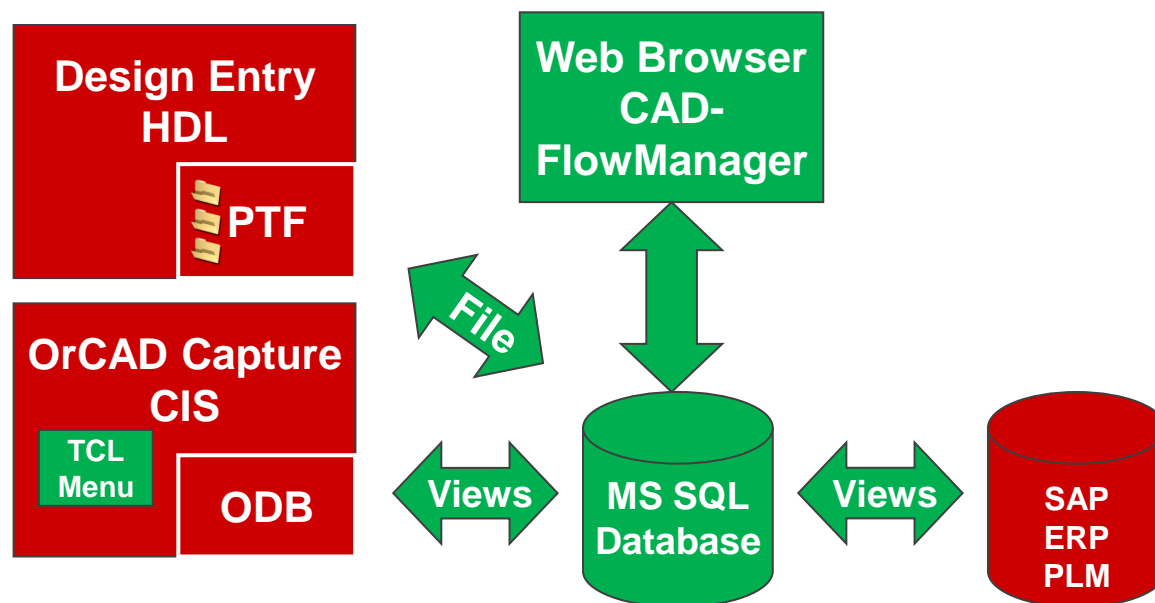 Design Entry
HDL
PTF
Web Browser
CAD-
FlowManager
File
OrCAD Capture
CIS
TCL
Menu
ODB
Views
MS SQL
Database
Views
SAP
ERP
PLM